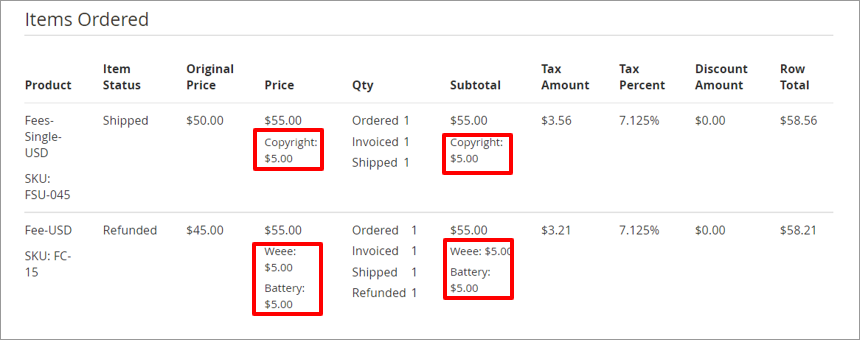 Items Ordered
Product Item Status Original Price Price Qty Subtotal Tax Amount Tax Percent Discount Amount Row Total
Fees-Single-USD Shipped $50.00 $55.00 Ordered 1 $55.00 $3.56 7.125% $0.00 $58.56
Copyright: $5.00 Invoiced 1 Copyright: $5.00
Shipped 1
SKU: FSU-045
Fee-USD Refunded $45.00 $55.00 Ordered 1 $55.00 $3.21 7.125% $0.00 $58.21
SKU: FC-15 Weee: $5.00 Invoiced 1 Weee: $5.00
Battery: $5.00 Shipped 1 Battery: $5.00
Refunded 1